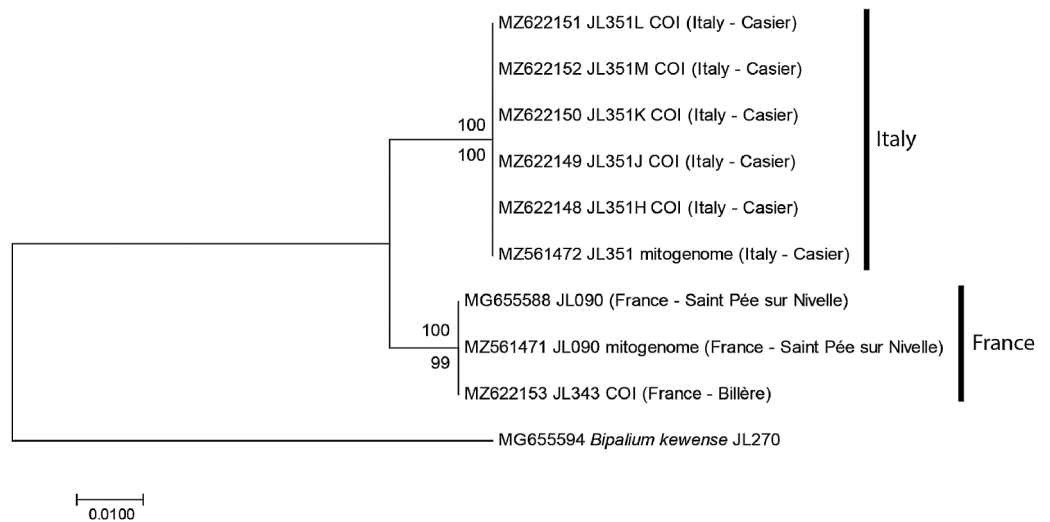 MZ622151 JL351L COI (Italy - Casier)
MZ622152 JL351M COI (Italy - Casier)
MZ622150 JL351K COI (Italy - Casier)
100
100
MZ622149 JL351J COI (Italy - Casier)
MZ622148 JL351H COI (Italy - Casier)
MZ561472 JL351 mitogenome (Italy - Casier)
Italy
MG655588 JL090 (France - Saint Pée sur Nivelle)
100
MZ561471 JL090 mitogenome (France - Saint Pée sur Nivelle)
99
MZ622153 JL343 COI (France - Billère)
France
MG655594 Bipalium kewense JL270
0.0100